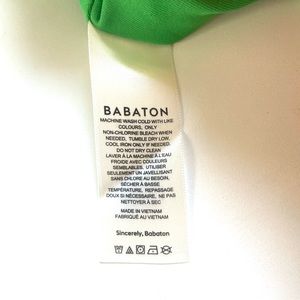 BABATON
MACHINE WASH COLD WITH LIKE
COLOURS, ONLY
NON-CHLORINE BLEACH WHEN
NEEDED, TUMBLE DRY LOW,
COOL IRON ONLY IF NEEDED.
DO NOT DRY CLEAN
LAVER À LA MACHINE À L'EAU
FROIDE AVEC COULEURS
SEMBLABLES, UTILISER
SEULEMENT UN JAVELLISANT
SANS CHLORE AU BESOIN,
SÉCHER À BASSE
TEMPÉRATURE, REPASSAGE
DOUX SI NÉCESSAIRE, NE PAS
NETTOYER À SEC
MADE IN VIETNAM
FABRIQUÉ AU VIETNAM
Sincerely, Babaton